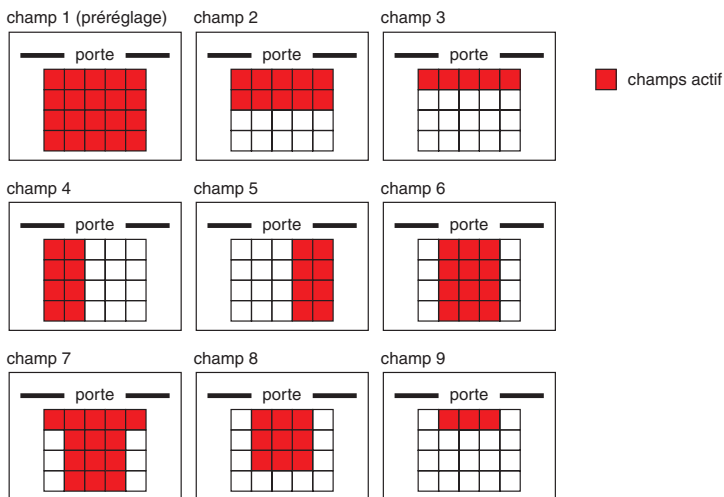 champ 1 (préréglage)
champ 2
champ 3
porte
porte
porte
champs actif
champ 4
champ 5
champ 6
porte
porte
porte
champ 7
champ 8
champ 9
porte
porte
porte